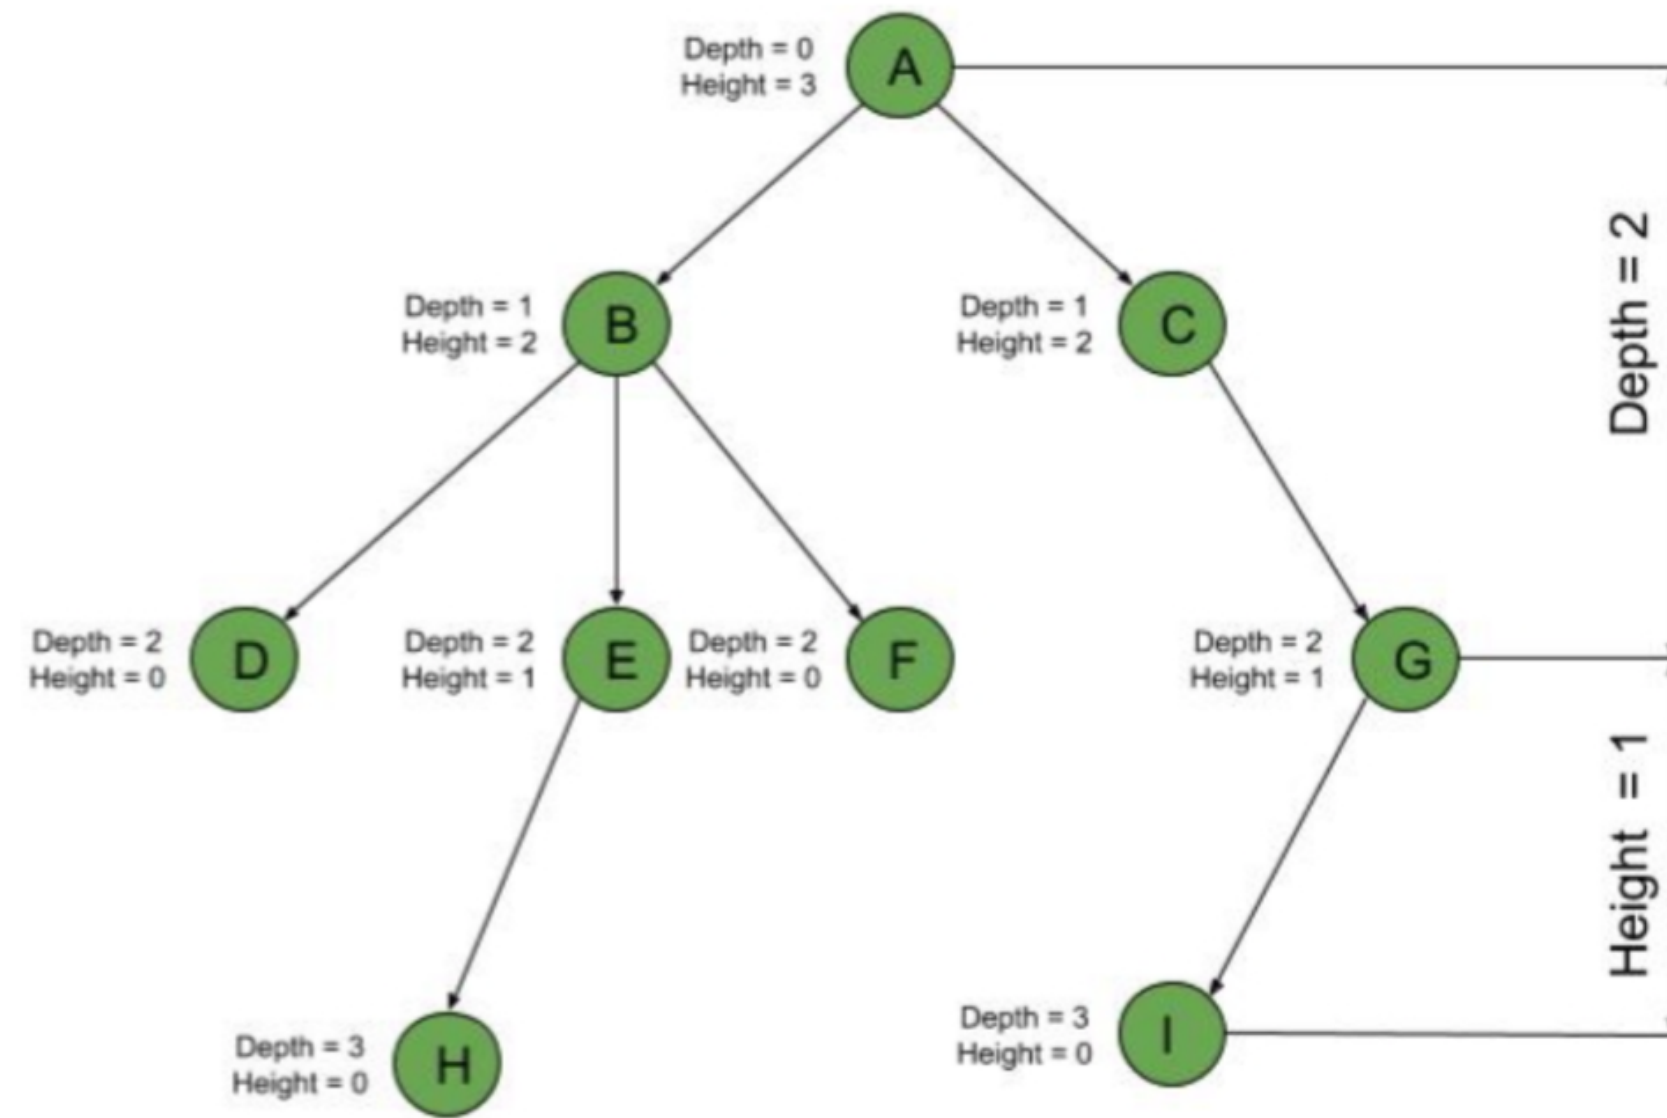 Depth = 0
Height = 3
A
Depth = 1
Height = 2
B
Depth = 1
Height = 2
C
Depth = 2
Depth = 2
Height = 0
D
Depth = 2
Height = 1
E
Depth = 2
Height = 0
F
Depth = 2
Height = 1
G
Height = 1
Depth = 3
Height = 0
H
Depth = 3
Height = 0
I